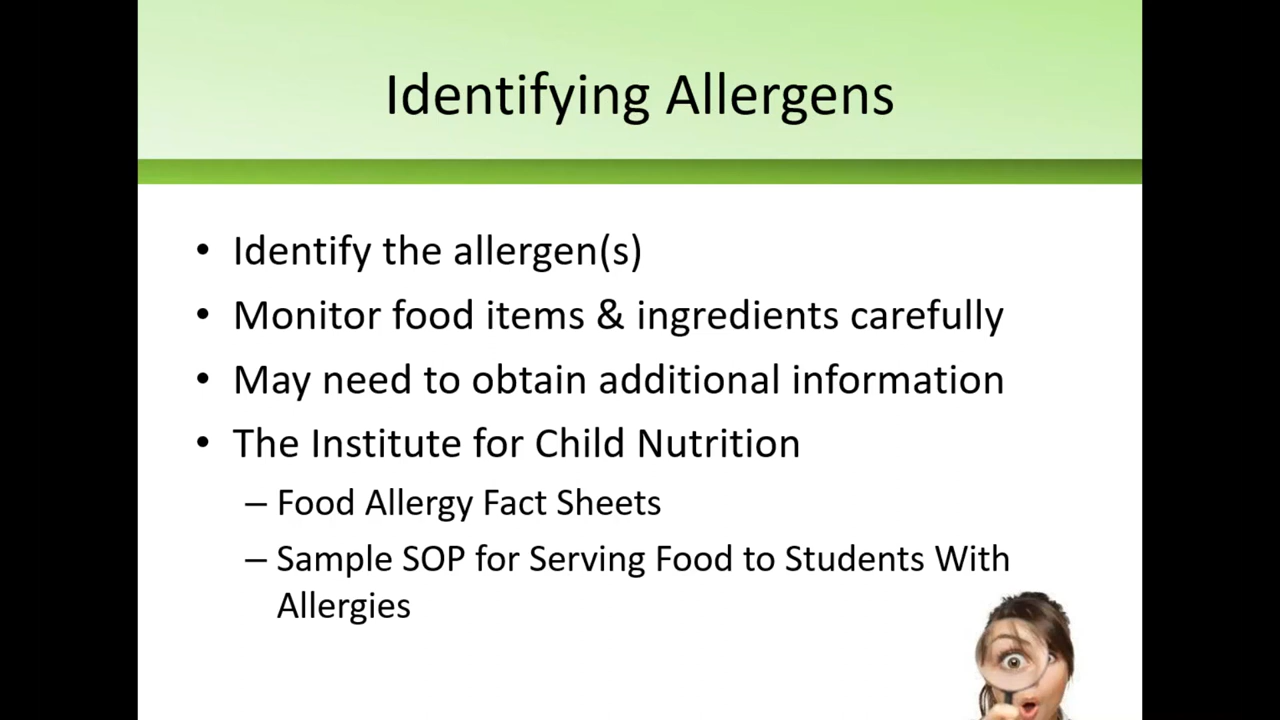 Identifying Allergens
• Identify the allergen(s)
• Monitor food items & ingredients carefully
• May need to obtain additional information
• The Institute for Child Nutrition
– Food Allergy Fact Sheets
– Sample SOP for Serving Food to Students With
Allergies